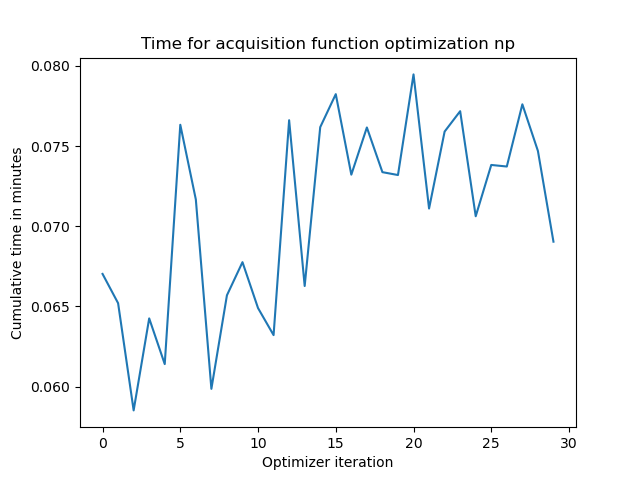 Time for acquisition function optimization np
0.080
0.075
0.070
0.065
0.060
Cumulative time in minutes
0 5 10 15 20 25 30
Optimizer iteration